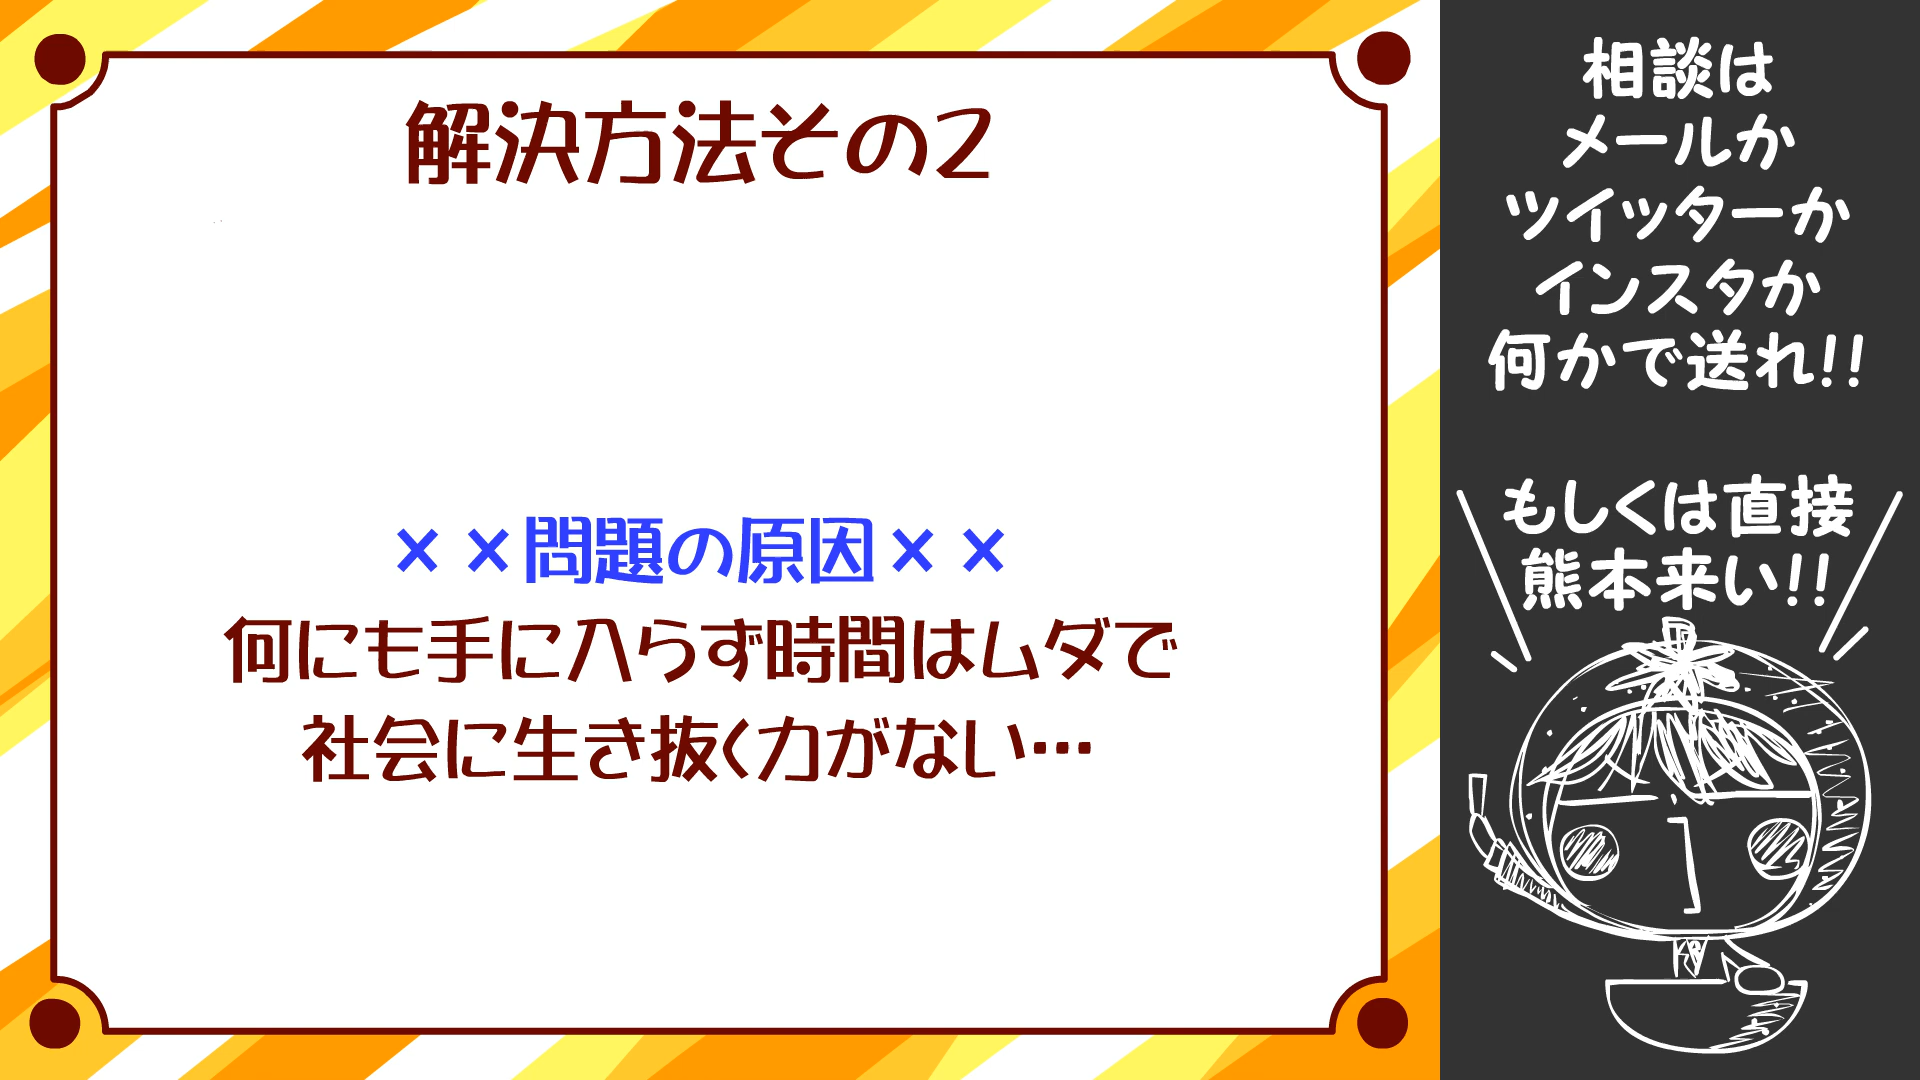 解決方法その2
××問題の原因××
何にも手に入らず時間はムダで
社会に生き抜く力がない…
相談は
メールか
ツイッターか
インスタか
何かで送れ!!
もしくは直接
熊本来い!!